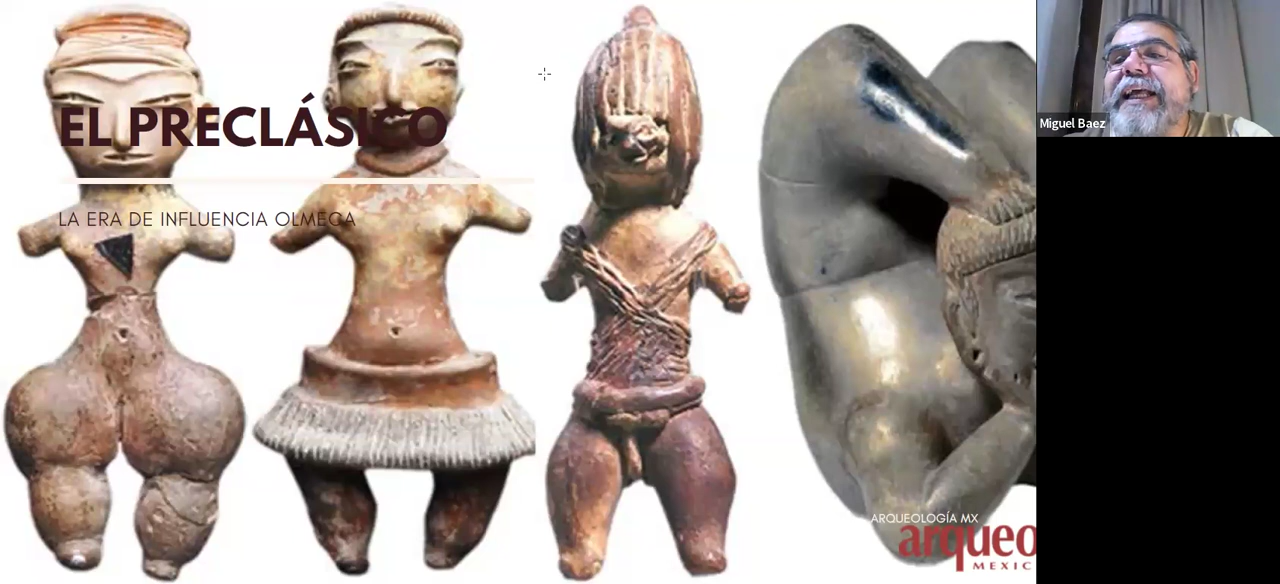 EL PRECLÁSICO
LA ERA DE INFLUENCIA OLMECA
ARQUEOLOGÍA MX
arqueo
MEXIC
Miguel Baez